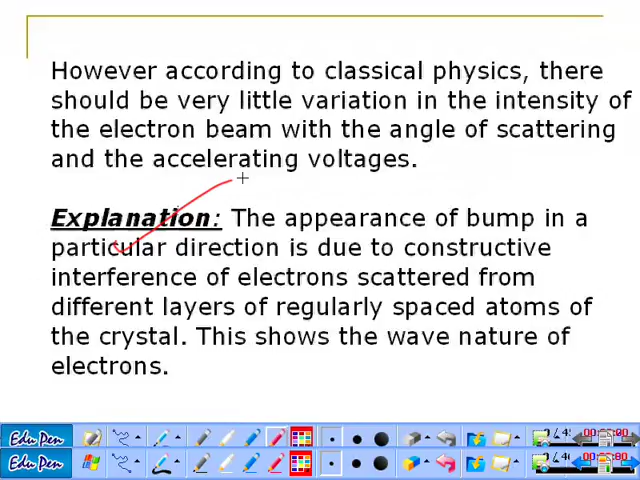 However according to classical physics, there
should be very little variation in the intensity of
the electron beam with the angle of scattering
and the accelerating voltages.
Explanation: The appearance of bump in a
particular direction is due to constructive
interference of electrons scattered from
different layers of regularly spaced atoms of
the crystal. This shows the wave nature of
electrons.
Edu Pen
Edu Pen